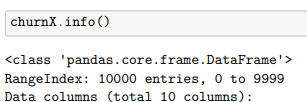 churnX.info()
<class 'pandas.core.frame.DataFrame'>
RangeIndex: 10000 entries, 0 to 9999
Data columns (total 10 columns):